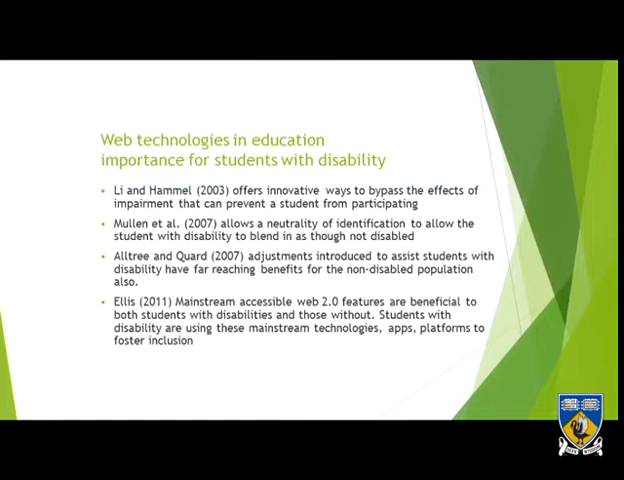 Web technologies in education
importance for students with disability
• Li and Hammel (2003) offers innovative ways to bypass the effects of
impairment that can prevent a student from participating
• Mullen et al. (2007) allows a neutrality of identification to allow the
student with disability to blend in as though not disabled
• Alltree and Quard (2007) adjustments introduced to assist students with
disability have far reaching benefits for the non-disabled population
also.
• Ellis (2011) Mainstream accessible web 2.0 features are beneficial to
both students with disabilities and those without. Students with
disability are using these mainstream technologies, apps, platforms to
foster inclusion